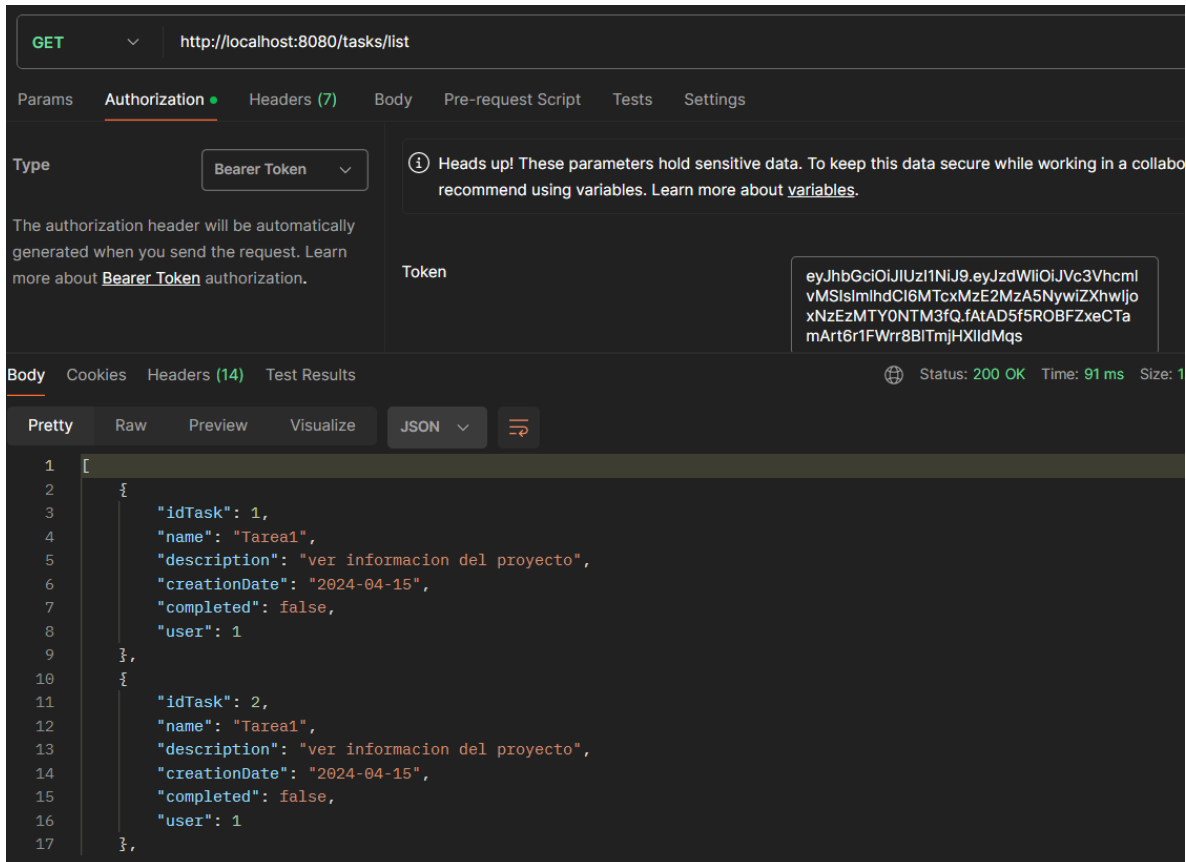 GET http://localhost:8080/tasks/list
Params Authorization Headers (7) Body Pre-request Script Tests Settings
Type
Bearer Token
Heads up! These parameters hold sensitive data. To keep this data secure while working in a collabo
recommend using variables. Learn more about variables.
The authorization header will be automatically
generated when you send the request. Learn
more about Bearer Token authorization.
Token
Body Cookies Headers (14) Test Results
Status: 200 OK Time: 91 ms Size: 1
Pretty Raw Preview Visualize JSON
1 [
2 {
3 "idTask": 1,
4 "name": "Tarea1",
5 "description": "ver informacion del proyecto",
6 "creationDate": "2024-04-15",
7 "completed": false,
8 "user": 1
9 },
10 {
11 "idTask": 2,
12 "name": "Tarea1",
13 "description": "ver informacion del proyecto",
14 "creationDate": "2024-04-15",
15 "completed": false,
16 "user": 1
17 },